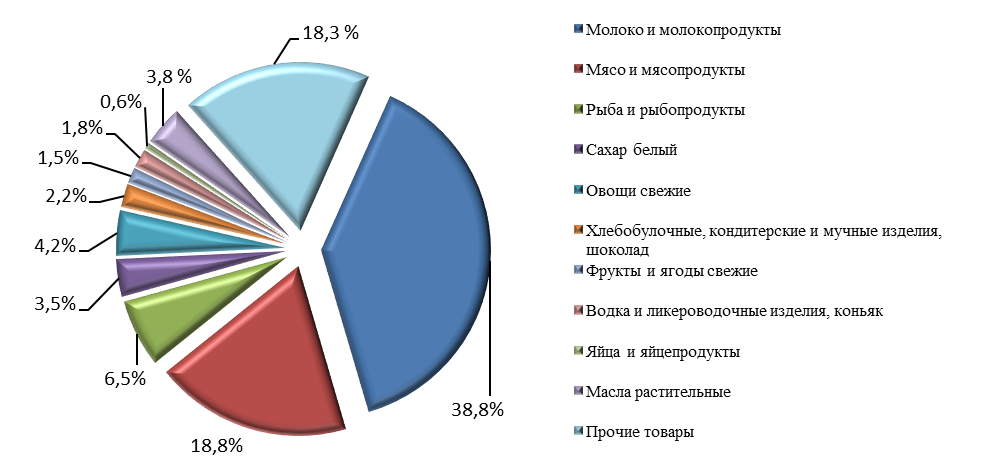 18,3 %
3,8 %
0,6%
1,8%
1,5%
2,2%
4,2%
3,5%
6,5%
18,8%
38,8%
Молоко и молокопродукты
Мясо и мясопродукты
Рыба и рыбопродукты
Сахар белый
Овощи свежие
Хлебобулочные, кондитерские и мучные изделия,
шоколад
Фрукты и ягоды свежие
Водка и ликероводочные изделия, коньяк
Яйца и яйцепродукты
Масла растительные
Прочие товары